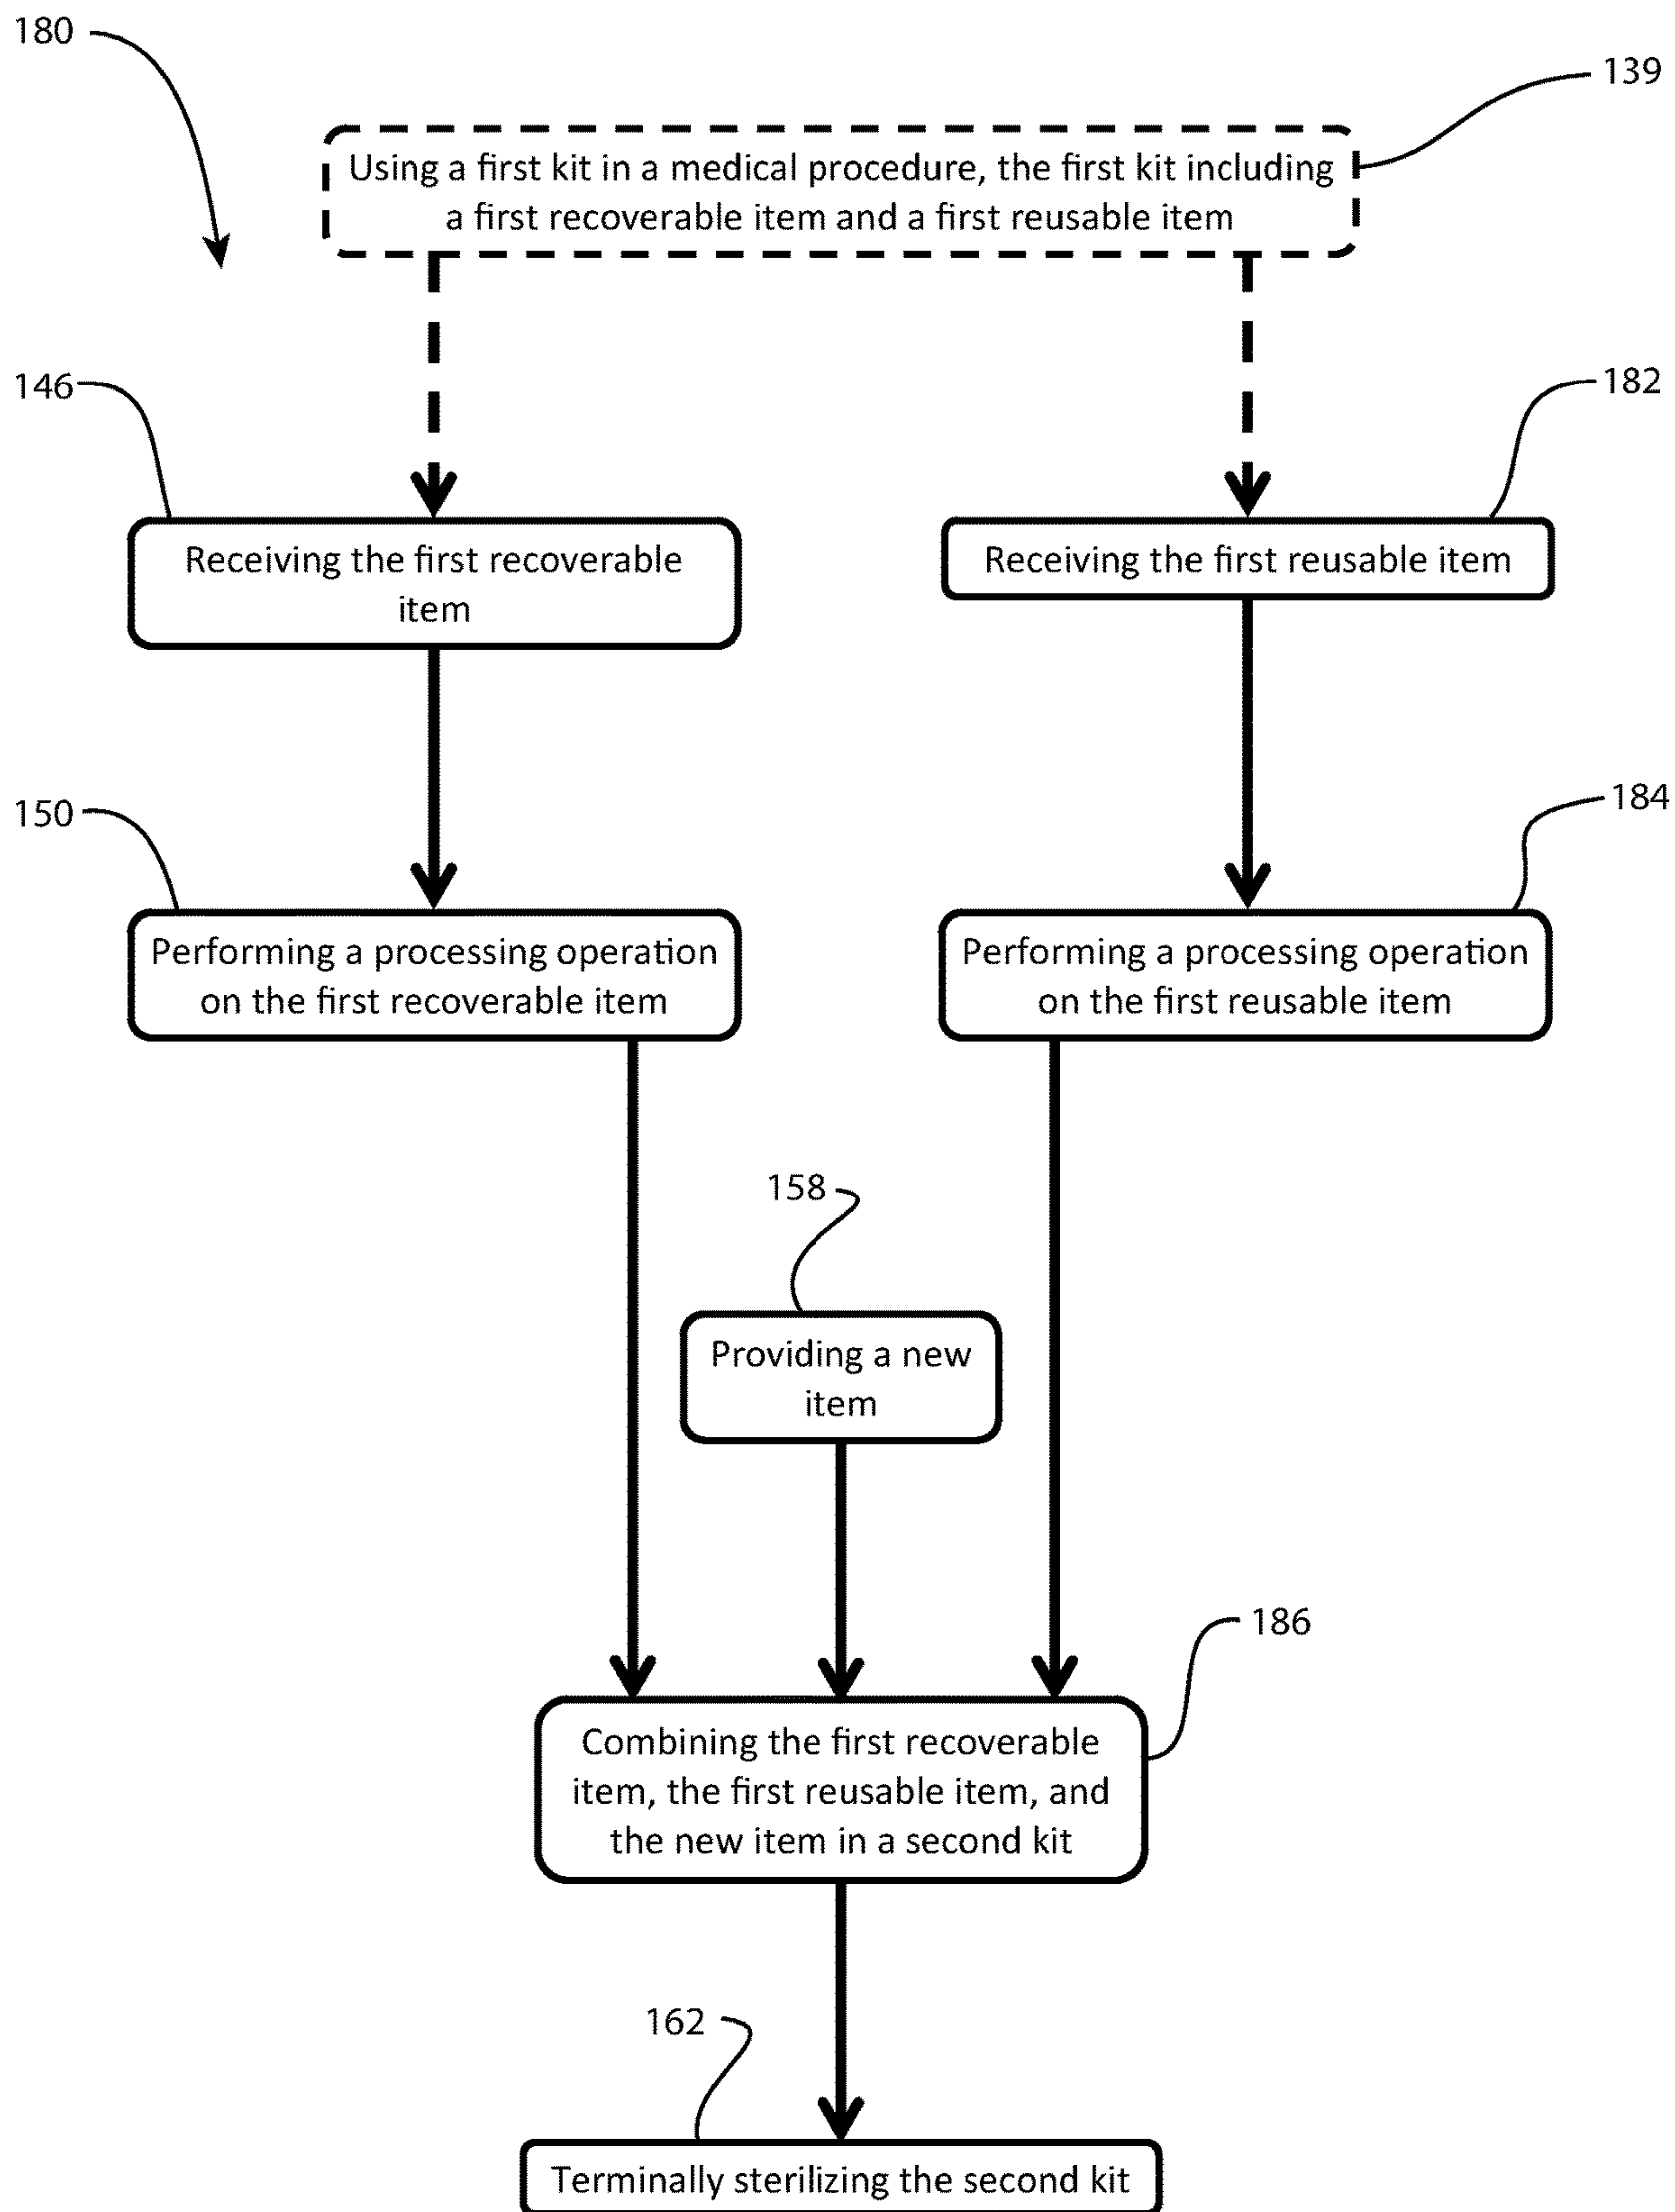 180
139
Using a first kit in a medical procedure, the first kit including
a first recoverable item and a first reusable item
146
182
Receiving the first recoverable
item
Receiving the first reusable item
150
184
Performing a processing operation
on the first recoverable item
Performing a processing operation
on the first reusable item
158
Providing a new
item
186
Combining the first recoverable
item, the first reusable item, and
the new item in a second kit
162
Terminally sterilizing the second kit